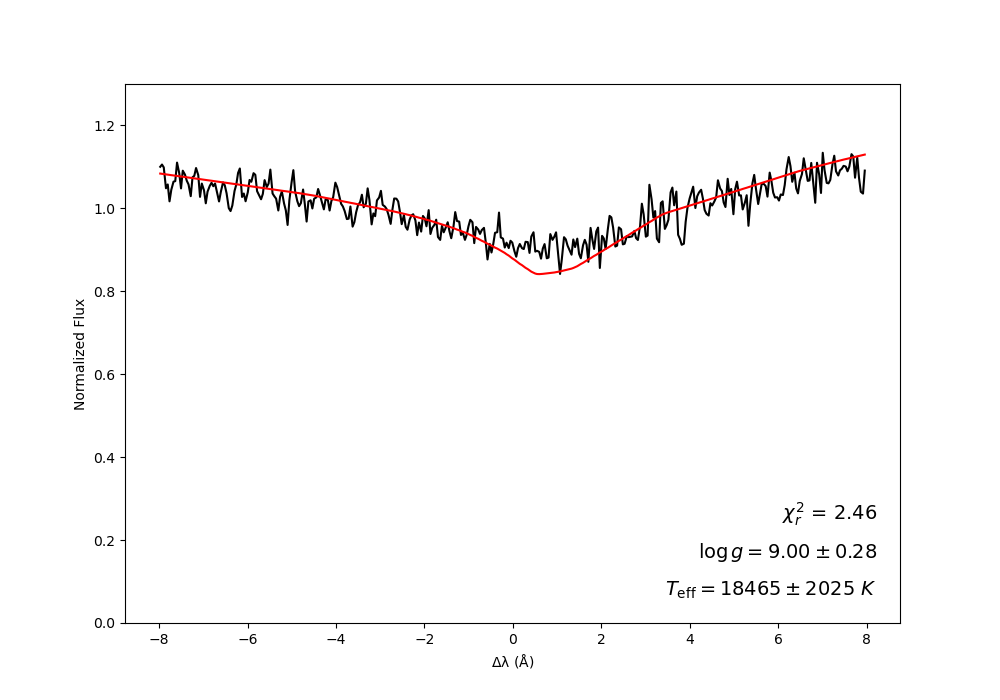 1.2
1.0
0.8
0.6
0.4
0.2
0.0
Normalized Flux
χ²ᵣ = 2.46
log g = 9.00 ± 0.28
T_eff = 18465 ± 2025 K
−8 −6 −4 −2 0 2 4 6 8
Δλ (Å)